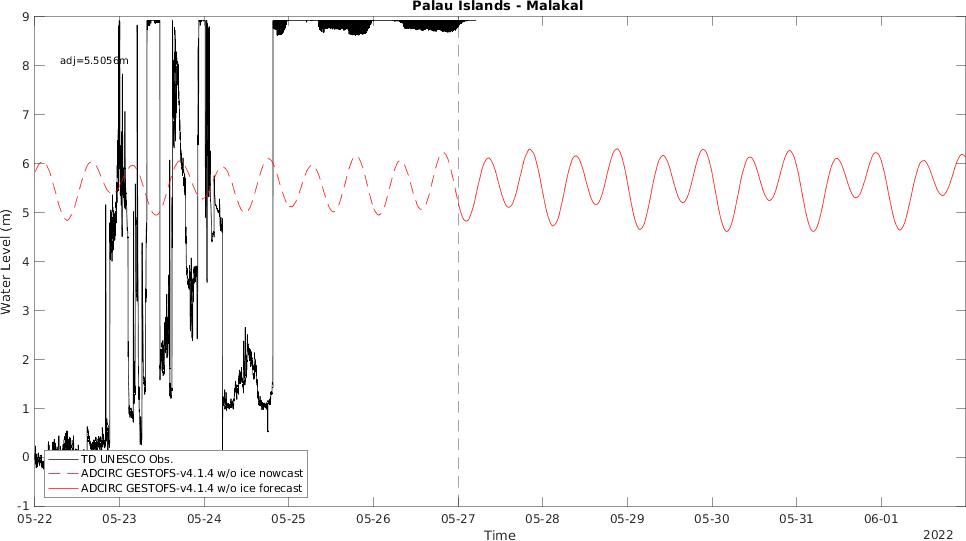 Palau Islands - Malakal
9
8
adj=5.5056m
7
6
5
4
3
2
1
0
-1
Water Level (m)
TD UNESCO Obs.
ADCIRC GESTOFS-v4.1.4 w/o ice nowcast
ADCIRC GESTOFS-v4.1.4 w/o ice forecast
05-22 05-23 05-24 05-25 05-26 05-27 05-28 05-29 05-30 05-31 06-01
Time
2022